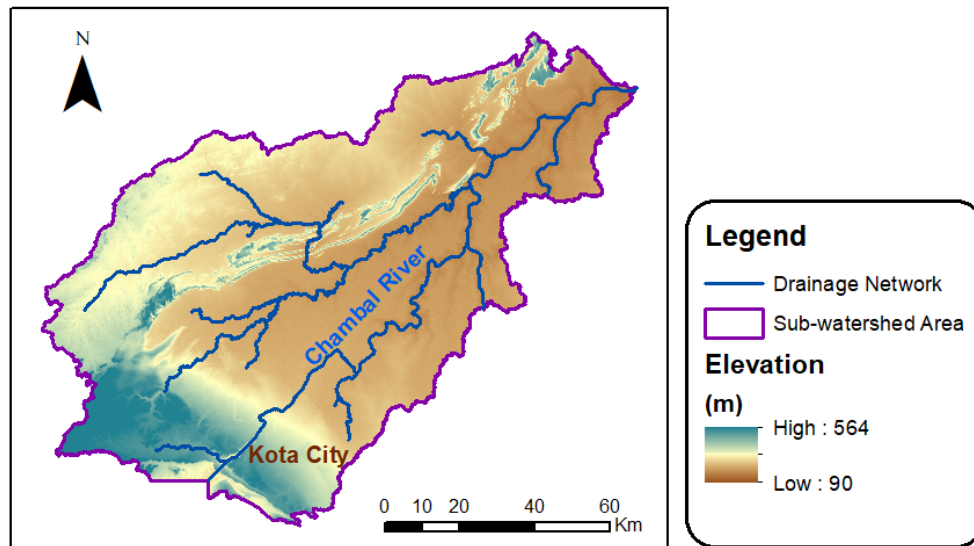 N
Chambal River
Kota City
0 10 20 40 60
Km
Legend
Drainage Network
Sub-watershed Area
Elevation
(m)
High : 564
Low : 90